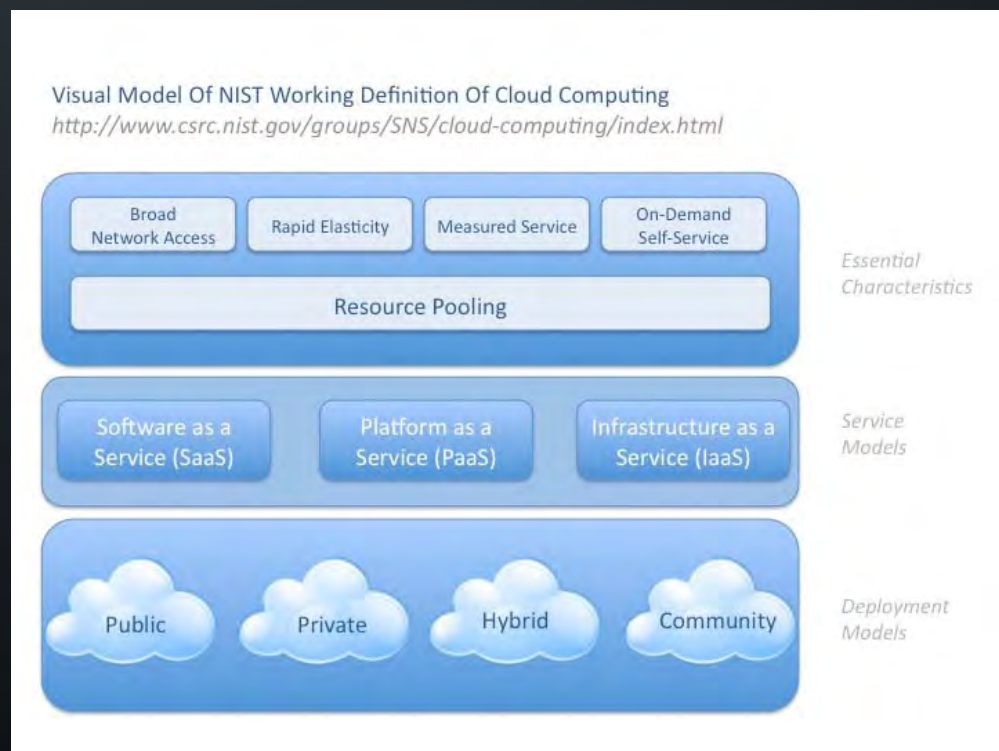 Visual Model Of NIST Working Definition Of Cloud Computing
http://www.csrc.nist.gov/groups/SNS/cloud-computing/index.html
Broad
Network Access
Rapid Elasticity
Measured Service
On-Demand
Self-Service
Resource Pooling
Essential
Characteristics
Software as a
Service (SaaS)
Platform as a
Service (PaaS)
Infrastructure as a
Service (IaaS)
Service
Models
Public
Private
Hybrid
Community
Deployment
Models